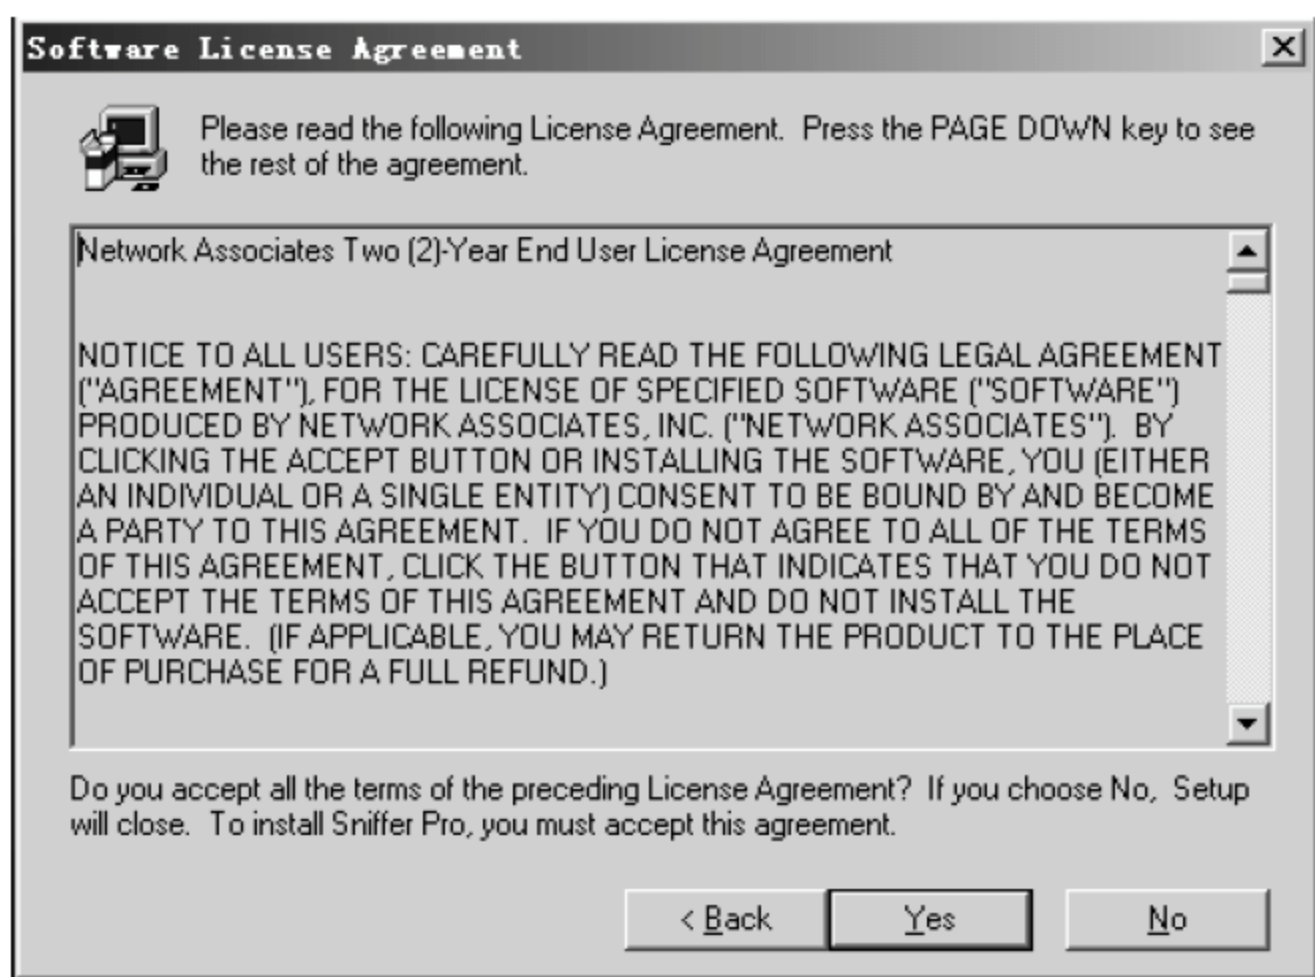 Software License Agreement
Please read the following License Agreement.  Press the PAGE DOWN key to see
the rest of the agreement.
Network Associates Two (2)-Year End User License Agreement
NOTICE TO ALL USERS: CAREFULLY READ THE FOLLOWING LEGAL AGREEMENT
("AGREEMENT"), FOR THE LICENSE OF SPECIFIED SOFTWARE ("SOFTWARE")
PRODUCED BY NETWORK ASSOCIATES, INC. ("NETWORK ASSOCIATES").  BY
CLICKING THE ACCEPT BUTTON OR INSTALLING THE SOFTWARE, YOU (EITHER
AN INDIVIDUAL OR A SINGLE ENTITY) CONSENT TO BE BOUND BY AND BECOME
A PARTY TO THIS AGREEMENT.  IF YOU DO NOT AGREE TO ALL OF THE TERMS
OF THIS AGREEMENT, CLICK THE BUTTON THAT INDICATES THAT YOU DO NOT
ACCEPT THE TERMS OF THIS AGREEMENT AND DO NOT INSTALL THE
SOFTWARE.  (IF APPLICABLE, YOU MAY RETURN THE PRODUCT TO THE PLACE
OF PURCHASE FOR A FULL REFUND.)
Do you accept all the terms of the preceding License Agreement?  If you choose No,  Setup
will close.  To install Sniffer Pro, you must accept this agreement.
< Back Yes No